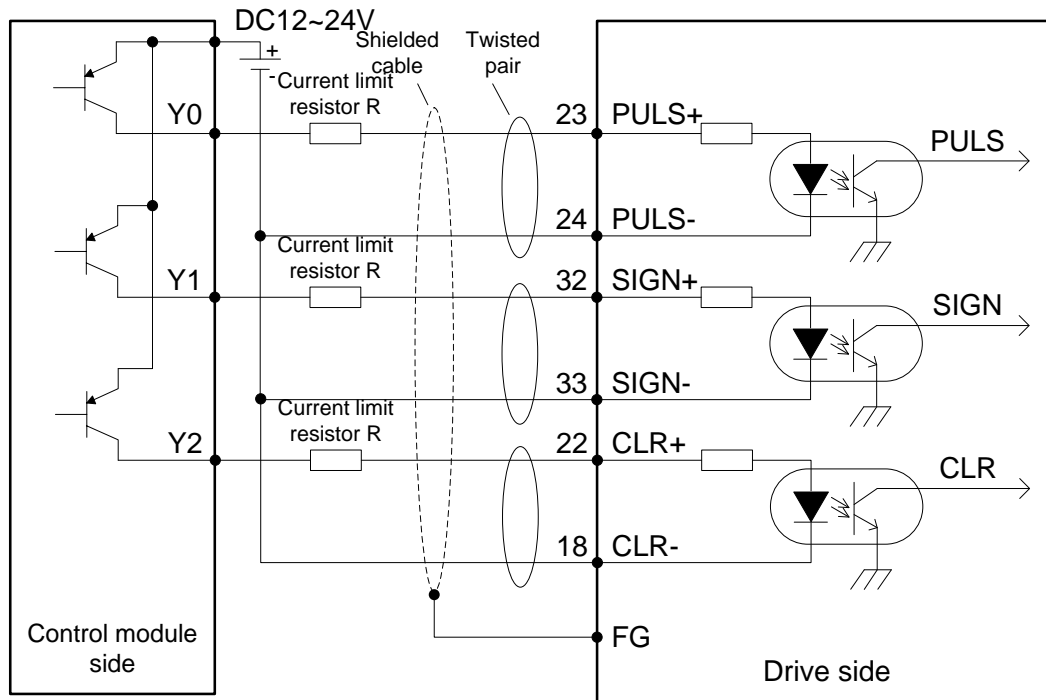 DC12~24V
+
-
Shielded
cable
Twisted
pair
Current limit
resistor R
Y0
23
PULS+
PULS
24
PULS-
Current limit
resistor R
Y1
32
SIGN+
SIGN
33
SIGN-
Current limit
resistor R
Y2
22
CLR+
CLR
18
CLR-
FG
Control module
side
Drive side